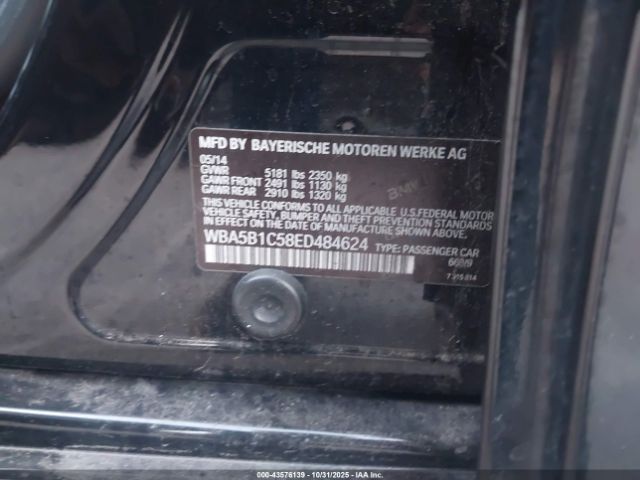 MFD BY BAYERISCHE MOTOREN WERKE AG
05/14
GVWR 5181 lbs 2350 kg
GAWR FRONT 2491 lbs 1130 kg
GAWR REAR 2910 lbs 1320 kg
THIS VEHICLE CONFORMS TO ALL APPLICABLE U.S.FEDERAL MOTOR
VEHICLE SAFETY, BUMPER AND THEFT PREVENTION STANDARDS
IN EFFECT ON THE DATE OF MANUFACTURE SHOWN ABOVE.
WBA5B1C58ED484624 TYPE: PASSENGER CAR
000-43576139 - 10/31/2025 - IAA Inc.